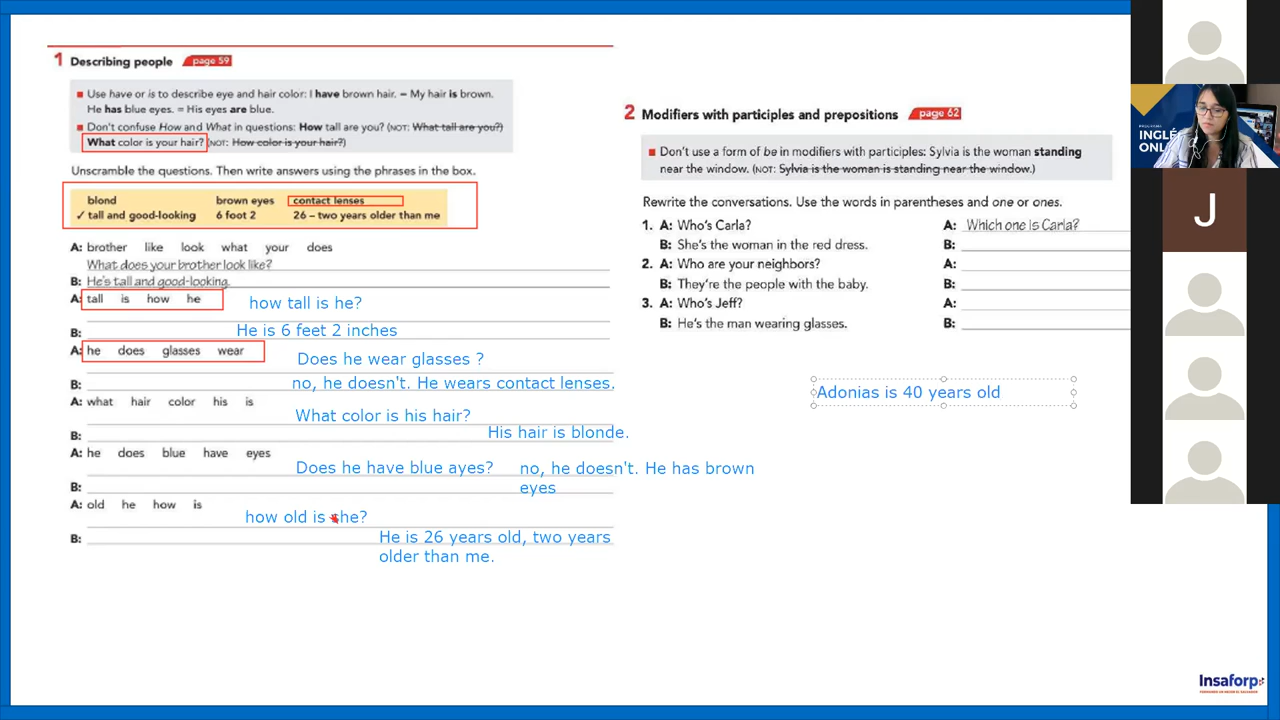 1 Describing people page 59
Use have or is to describe eye and hair color: I have brown hair. = My hair is brown.
He has blue eyes. = His eyes are blue.
Don't confuse How and What in questions: How tall are you? (NOT: What tall are you?)
What color is your hair? (NOT: How color is your hair?)
Unscramble the questions. Then write answers using the phrases in the box.
blond brown eyes contact lenses
✓ tall and good-looking 6 foot 2 26 – two years older than me
A: brother like look what your does
What does your brother look like?
B: He's tall and good-looking.
A: tall is how he
how tall is he?
B: He is 6 feet 2 inches
A: he does glasses wear
Does he wear glasses ?
B: no, he doesn't. He wears contact lenses.
A: what hair color his is
What color is his hair?
B: His hair is blonde.
A: he does blue have eyes
Does he have blue ayes?
B: no, he doesn't. He has brown
eyes
A: old he how is
how old is she?
B: He is 26 years old, two years
older than me.
2 Modifiers with participles and prepositions page 62
Don't use a form of be in modifiers with participles: Sylvia is the woman standing
near the window. (NOT: Sylvia is the woman is standing near the window.)
Rewrite the conversations. Use the words in parentheses and one or ones.
1. A: Who's Carla? A: Which one is Carla?
B: She's the woman in the red dress. B:
2. A: Who are your neighbors? A:
B: They're the people with the baby. B:
3. A: Who's Jeff? A:
B: He's the man wearing glasses. B:
Adonias is 40 years old
INGLÉ
ONL
J
Insaforp